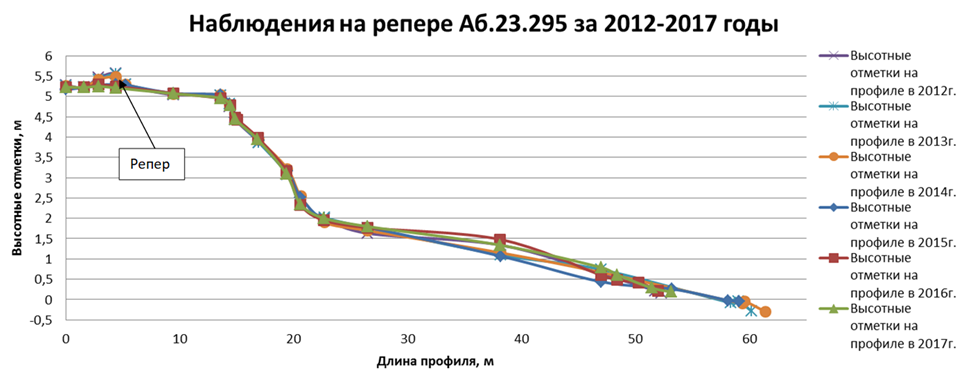 Наблюдения на репере Аб.23.295 за 2012-2017 годы
Высотные отметки, м
6
5,5
5
4,5
4
3,5
3
2,5
2
1,5
1
0,5
0
-0,5
Репер
0
10
20
30
40
50
60
Длина профиля, м
Высотные
отметки на
профиле в 2012г.
Высотные
отметки на
профиле в 2013г.
Высотные
отметки на
профиле в 2014г.
Высотные
отметки на
профиле в 2015г.
Высотные
отметки на
профиле в 2016г.
Высотные
отметки на
профиле в 2017г.